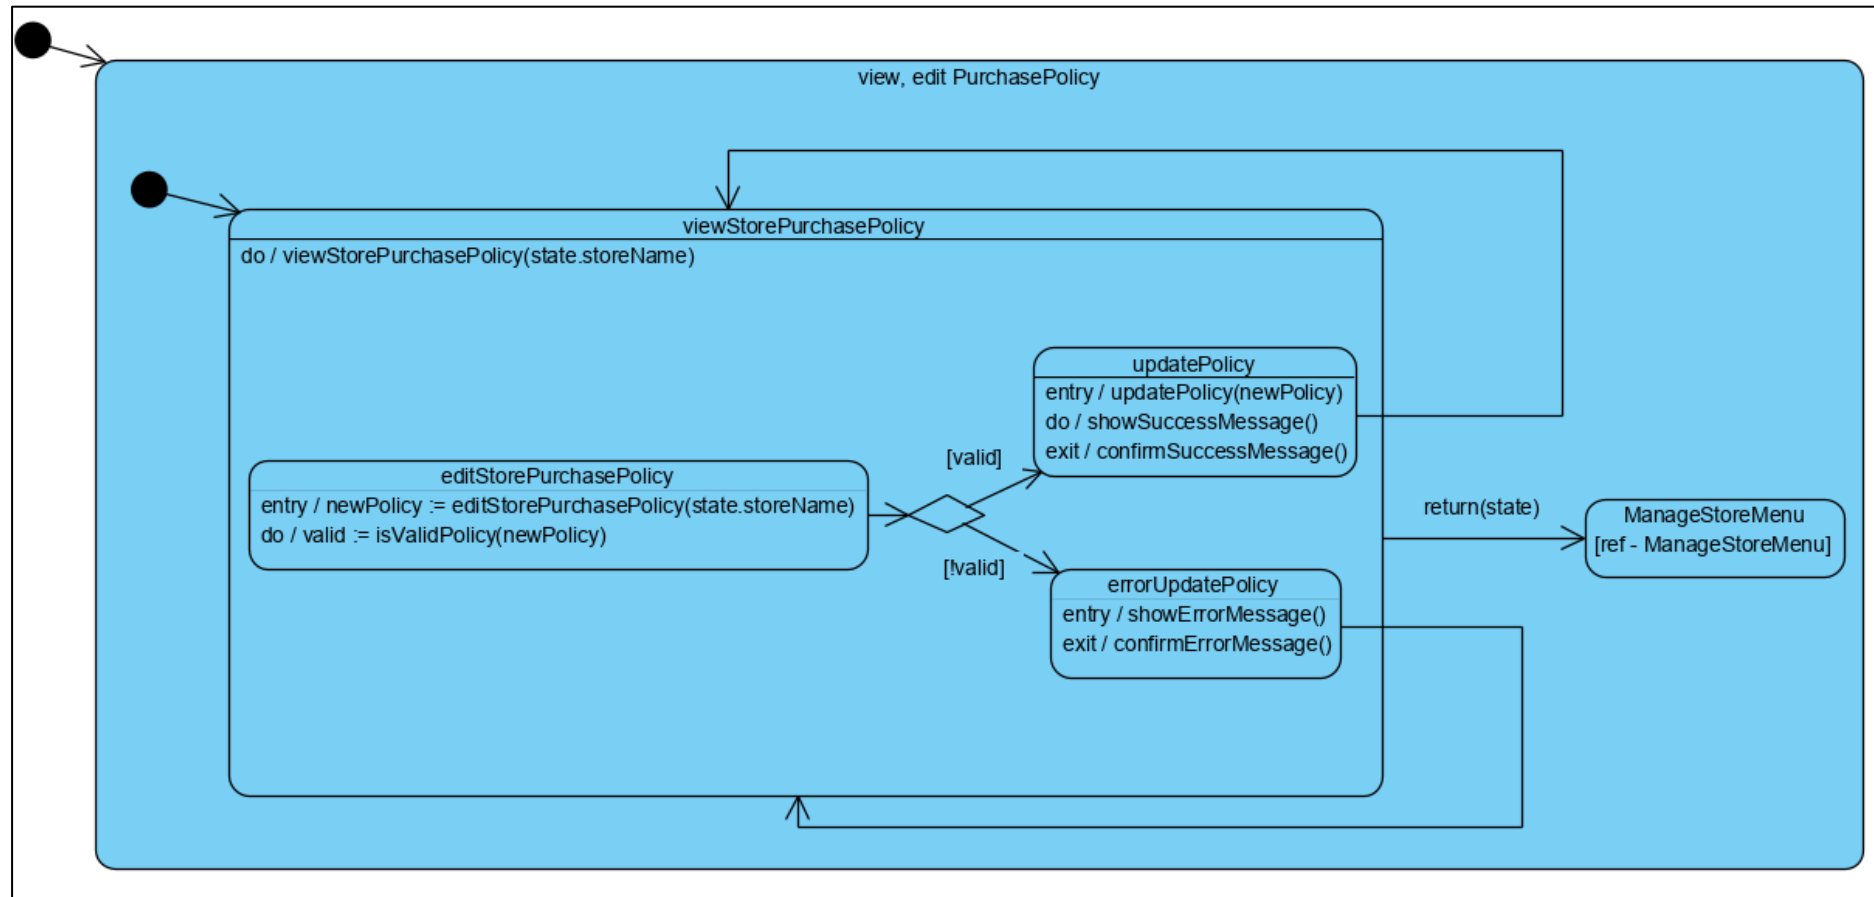 view, edit PurchasePolicy
viewStorePurchasePolicy
do / viewStorePurchasePolicy(state.storeName)
updatePolicy
entry / updatePolicy(newPolicy)
do / showSuccessMessage()
exit / confirmSuccessMessage()
[valid]
editStorePurchasePolicy
entry / newPolicy := editStorePurchasePolicy(state.storeName)
do / valid := isValidPolicy(newPolicy)
return(state)
ManageStoreMenu
[ref - ManageStoreMenu]
[!valid]
errorUpdatePolicy
entry / showErrorMessage()
exit / confirmErrorMessage()